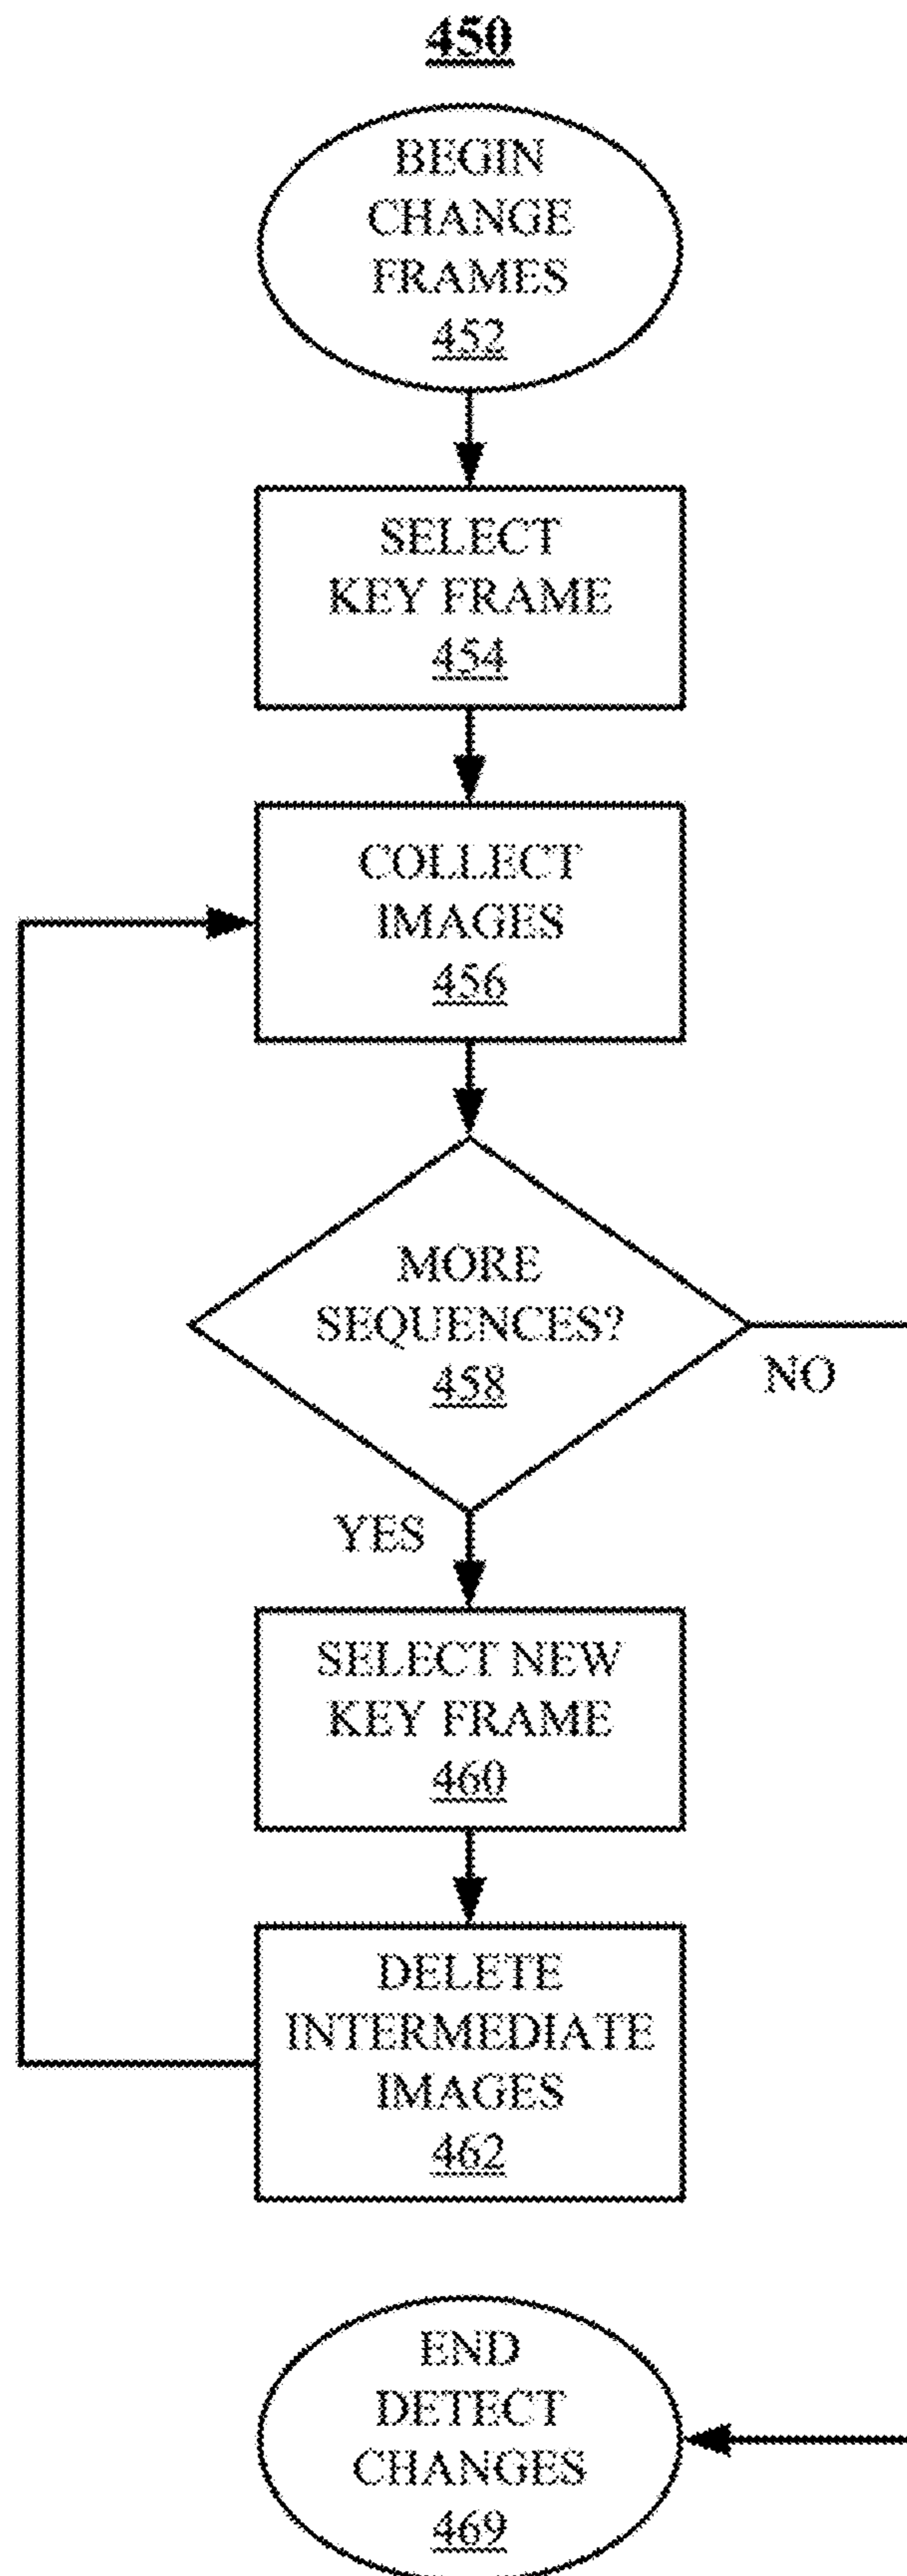 450
BEGIN
CHANGE
FRAMES
452
SELECT
KEY FRAME
454
COLLECT
IMAGES
456
MORE
SEQUENCES?
458
NO
YES
SELECT NEW
KEY FRAME
460
DELETE
INTERMEDIATE
IMAGES
462
END
DETECT
CHANGES
469